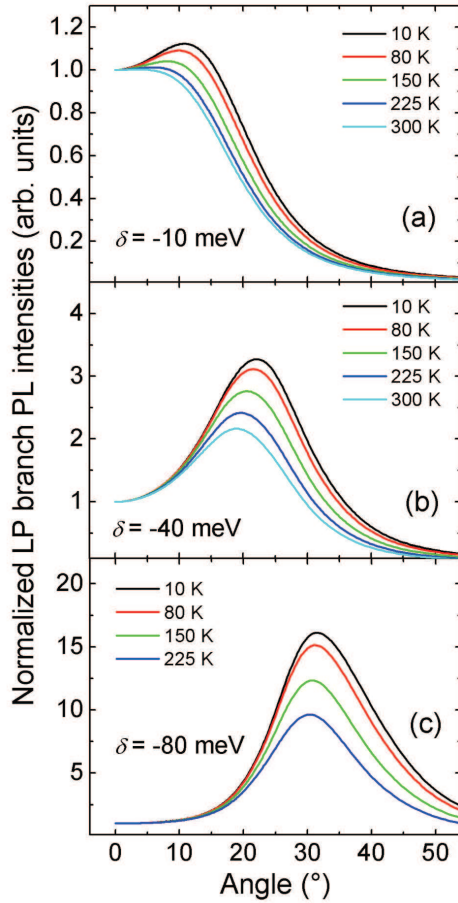 Normalized LP branch PL intensities (arb. units)
1.2
1.0
0.8
0.6
0.4
0.2
10 K
80 K
150 K
225 K
300 K
(a)
δ = -10 meV
4
3
2
1
10 K
80 K
150 K
225 K
300 K
(b)
δ = -40 meV
20
15
10
5
10 K
80 K
150 K
225 K
(c)
δ = -80 meV
0 10 20 30 40 50
Angle (°)